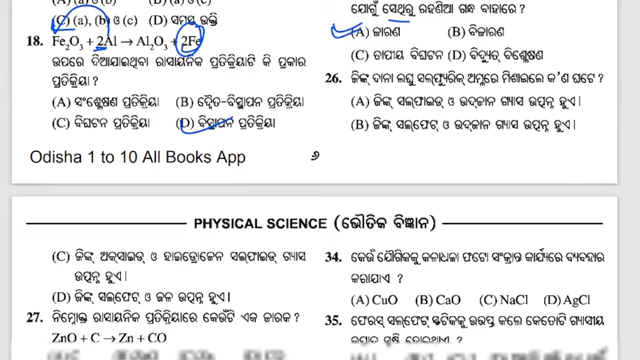 (C) (a), (b) ଓ (c) (D) ସମସ୍ତ ଉକ୍ତି
18. Fe₂O₃ + 2Al → Al₂O₃ + 2Fe
ଉପରେ ଦିଆଯାଇଥିବା ରାସାୟନିକ ପ୍ରତିକ୍ରିୟାଟି କି ପ୍ରକାର
ପ୍ରତିକ୍ରିୟା ?
(A) ସଂଶ୍ଳେଷଣ ପ୍ରତିକ୍ରିୟା (B) ଦ୍ୱୈତ-ବିସ୍ଥାପନ ପ୍ରତିକ୍ରିୟା
(C) ବିଘଟନ ପ୍ରତିକ୍ରିୟା (D) ବିସ୍ଥାପନ ପ୍ରତିକ୍ରିୟା
Odisha 1 to 10 All Books App
୬
ଯୋଗୁଁ ସେଥିରୁ ରହଣିଆ ଗନ୍ଧ ବାହାରେ ?
(A) ଜାରଣ (B) ବିଜାରଣ
(C) ତାପୀୟ ବିଘଟନ (D) ବିଦ୍ୟୁତ୍ ବିଶ୍ଳେଷଣ
26. ଜିଙ୍କ୍ ଦାନା ଲଘୁ ସଲ୍‌ଫ୍ୟୁରିକ୍ ଅମ୍ଳରେ ମିଶାଇଲେ କ'ଣ ଘଟେ ?
(A) ଜିଙ୍କ୍ ସଲ୍‌ଫାଇଡ୍ ଓ ଉଦ୍‌ଜାନ ଗ୍ୟାସ ଉତ୍ପନ୍ନ ହୁଏ ।
(B) ଜିଙ୍କ୍ ସଲ୍‌ଫେଟ୍ ଓ ଉଦ୍‌ଜାନ ଗ୍ୟାସ ଉତ୍ପନ୍ନ ହୁଏ ।
PHYSICAL SCIENCE (ଭୌତିକ ବିଜ୍ଞାନ)
(C) ଜିଙ୍କ୍ ଅକ୍ସାଇଡ୍ ଓ ହାଇଡ୍ରୋଜେନ ସଲ୍‌ଫାଇଡ୍ ଗ୍ୟାସ
ଉତ୍ପନ୍ନ ହୁଏ ।
(D) ଜିଙ୍କ୍ ସଲ୍‌ଫେଟ୍ ଓ ଜଳ ଉତ୍ପନ୍ନ ହୁଏ ।
27. ନିମ୍ନୋକ୍ତ ରାସାୟନିକ ପ୍ରତିକ୍ରିୟାରେ କେଉଁଟି ଏକ ଜାରକ ?
ZnO + C → Zn + CO
34. କେଉଁ ଯୌଗିକକୁ କଳାଧଳା ଫଟୋ ସଂକ୍ରାନ୍ତ କାର୍ଯ୍ୟରେ ବ୍ୟବହାର
କରାଯାଏ ?
(A) CuO (B) CaO (C) NaCl (D) AgCl
35. ଫେରସ୍ ସଲ୍‌ଫେଟ୍ ସ୍ଫଟିକକୁ ଉତ୍ତପ୍ତ କଲେ କେତୋଟି ଗ୍ୟାସୀୟ